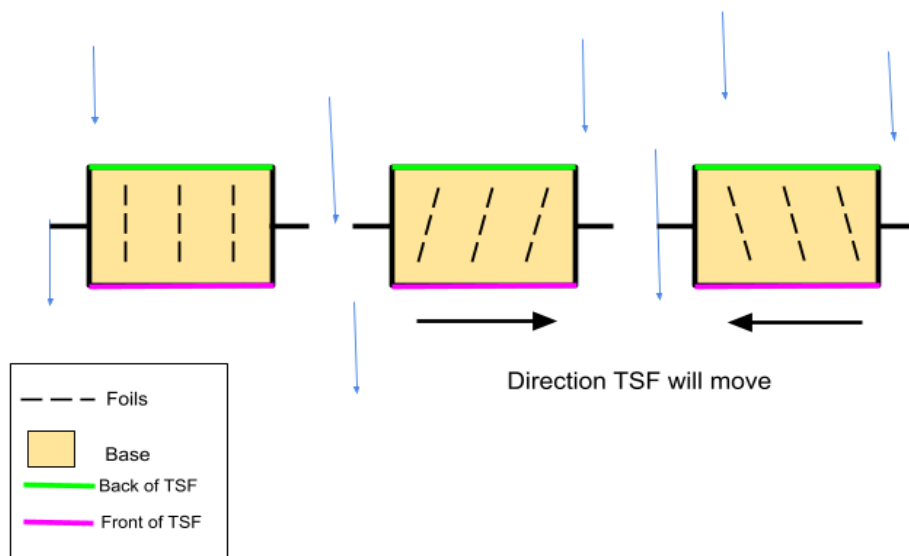 Direction TSF will move
Foils
Base
Back of TSF
Front of TSF